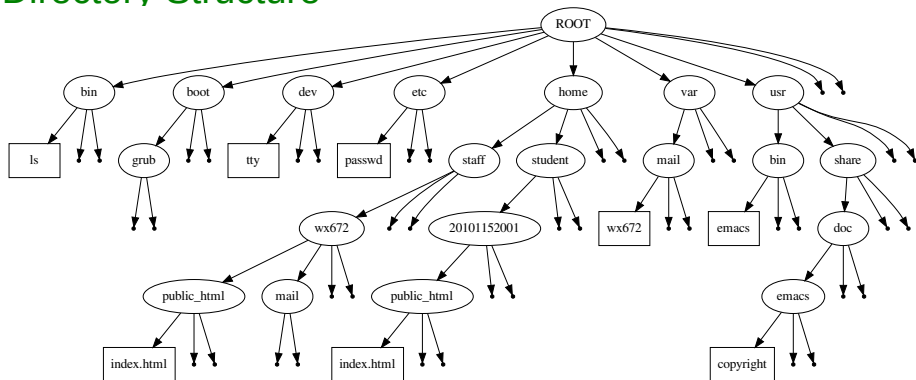 Directory Structure
ROOT
bin boot dev etc home var usr
ls grub tty passwd staff student mail bin share
wx672 20101152001 wx672 emacs doc
public_html mail public_html emacs
index.html index.html copyright